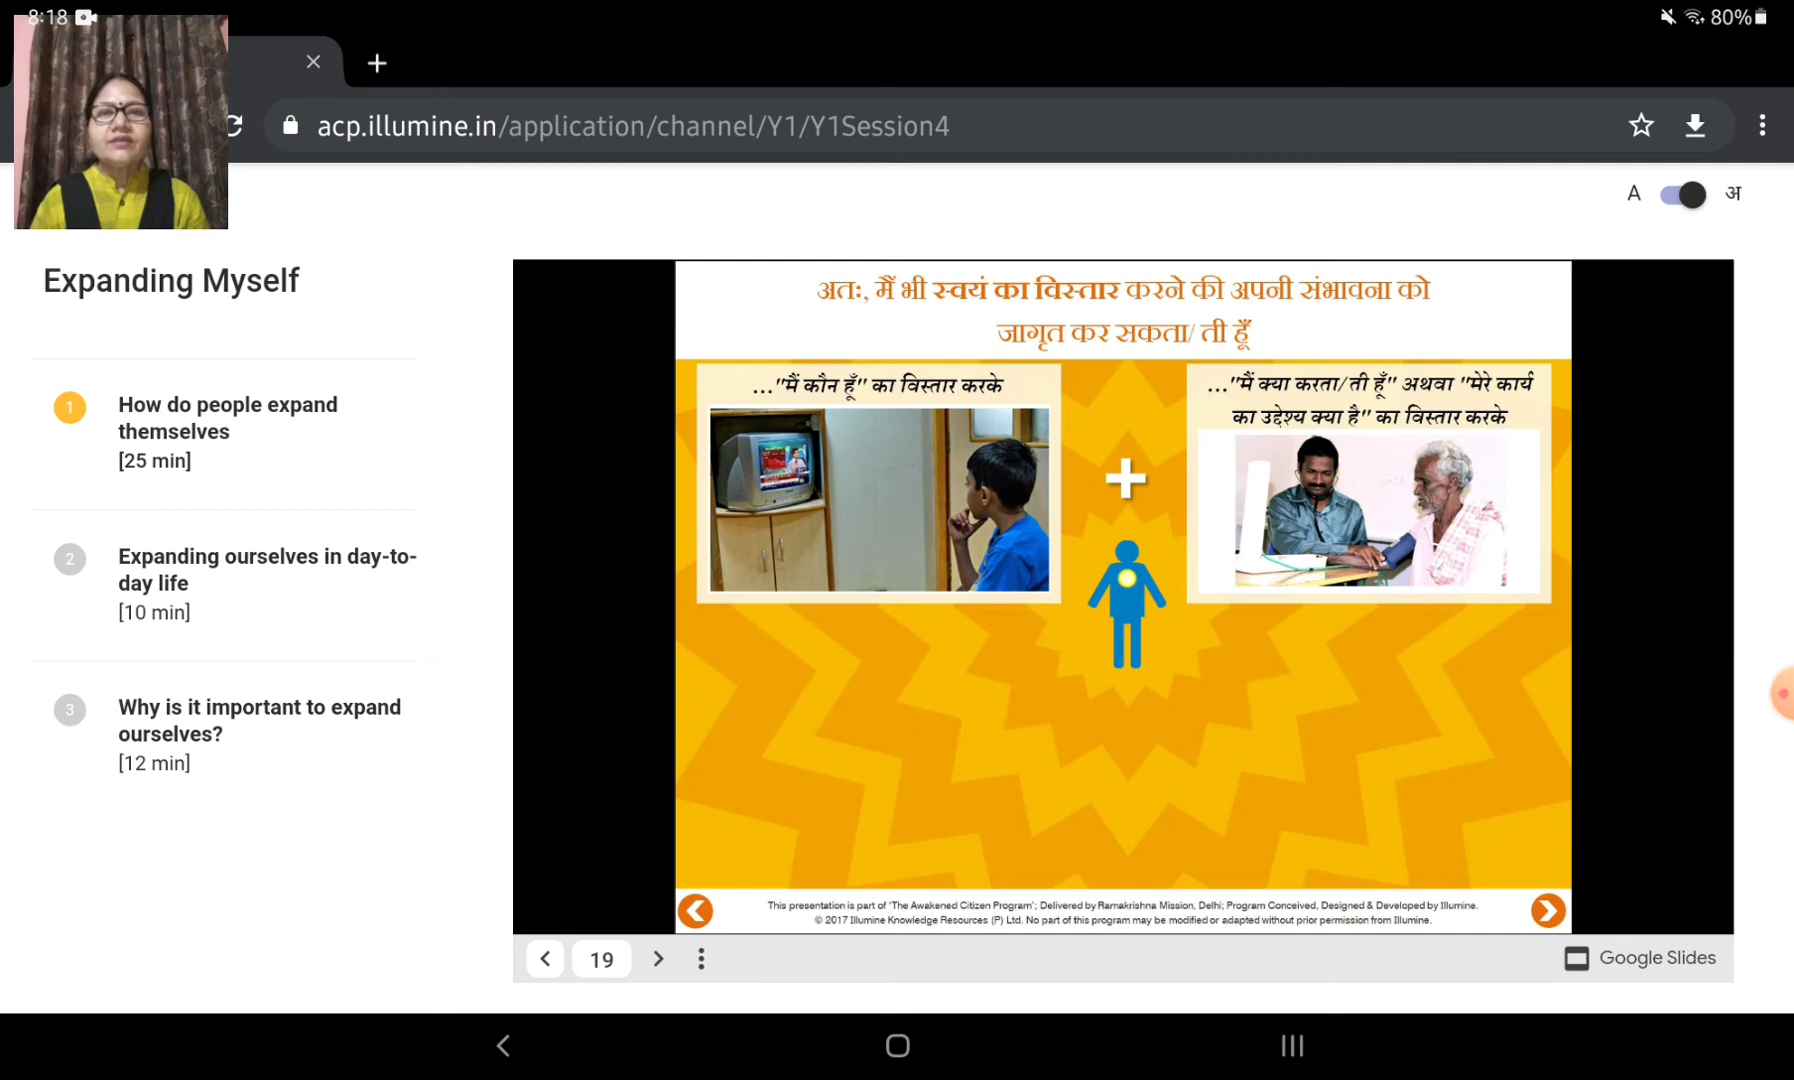 8:18
80%
acp.illumine.in/application/channel/Y1/Y1Session4
A
अ
Expanding Myself
1
How do people expand
themselves
[25 min]
2
Expanding ourselves in day-to-
day life
[10 min]
3
Why is it important to expand
ourselves?
[12 min]
अतः, मैं भी स्वयं का विस्तार करने की अपनी संभावना को
जागृत कर सकता/ ती हूँ
..."मैं कौन हूँ" का विस्तार करके
..."मैं क्या करता/ती हूँ" अथवा "मेरे कार्य
का उद्देश्य क्या है" का विस्तार करके
+
This presentation is part of 'The Awakened Citizen Program'; Delivered by Ramakrishna Mission, Delhi; Program Conceived, Designed & Developed by Illumine.
© 2017 Illumine Knowledge Resources (P) Ltd. No part of this program may be modified or adapted without prior permission from Illumine.
19
Google Slides